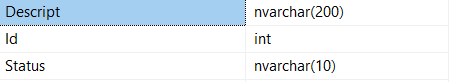 Descript nvarchar(200)
Id int
Status nvarchar(10)